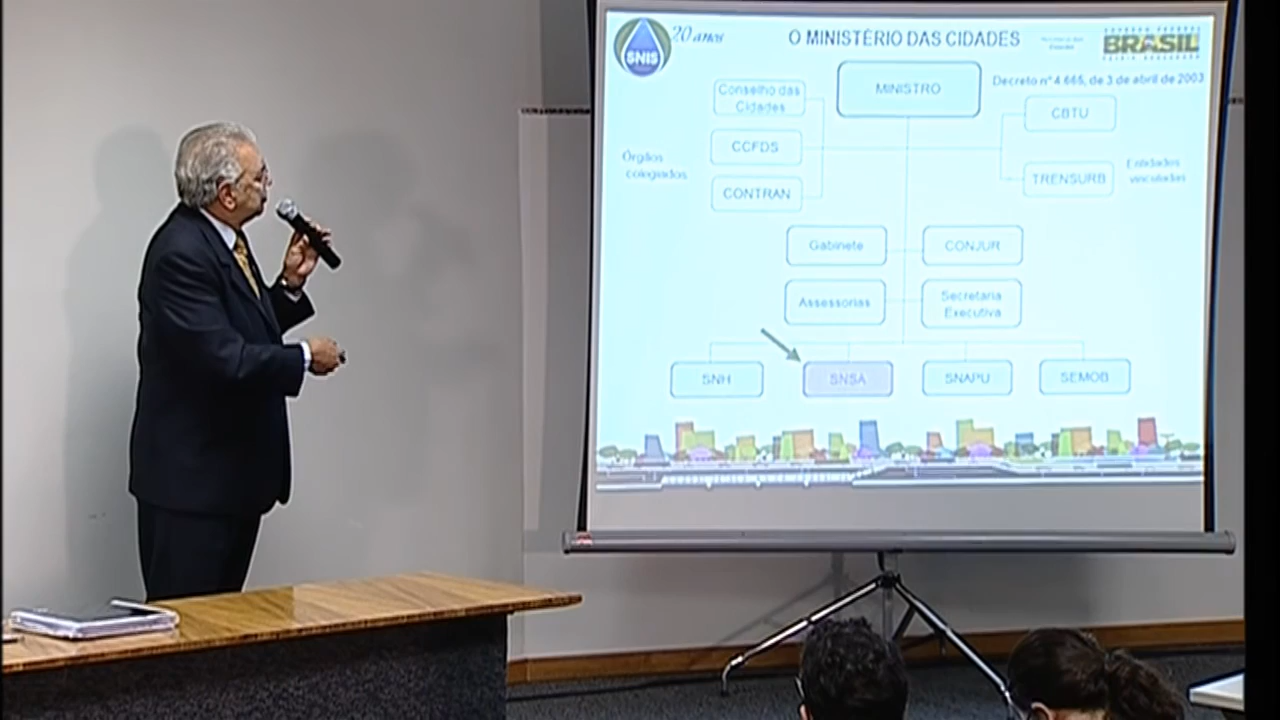 SNIS
20 anos
O MINISTÉRIO DAS CIDADES
BRASIL
MINISTRO
Decreto nº 4.665, de 3 de abril de 2003
Conselho das
Cidades
CBTU
CCFDS
Órgãos
colegiados
Entidades
vinculadas
TRENSURB
CONTRAN
Gabinete
CONJUR
Assessorias
Secretaria
Executiva
SNH
SNSA
SNAPU
SEMOB